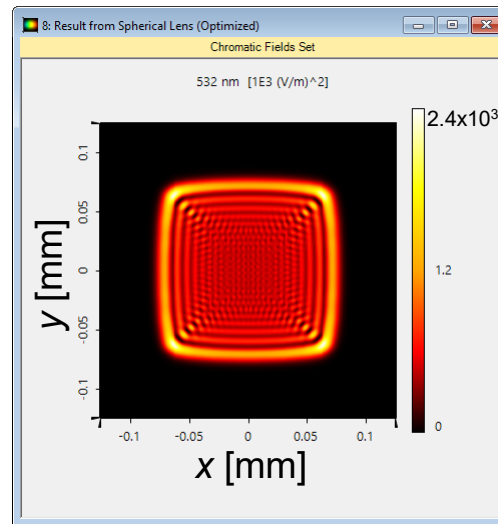 8: Result from Spherical Lens (Optimized)
Chromatic Fields Set
532 nm [1E3 (V/m)^2]
2.4x10³
1.2
0
0.1
0.05
0
-0.05
-0.1
y [mm]
-0.1
-0.05
0
0.05
0.1
x [mm]